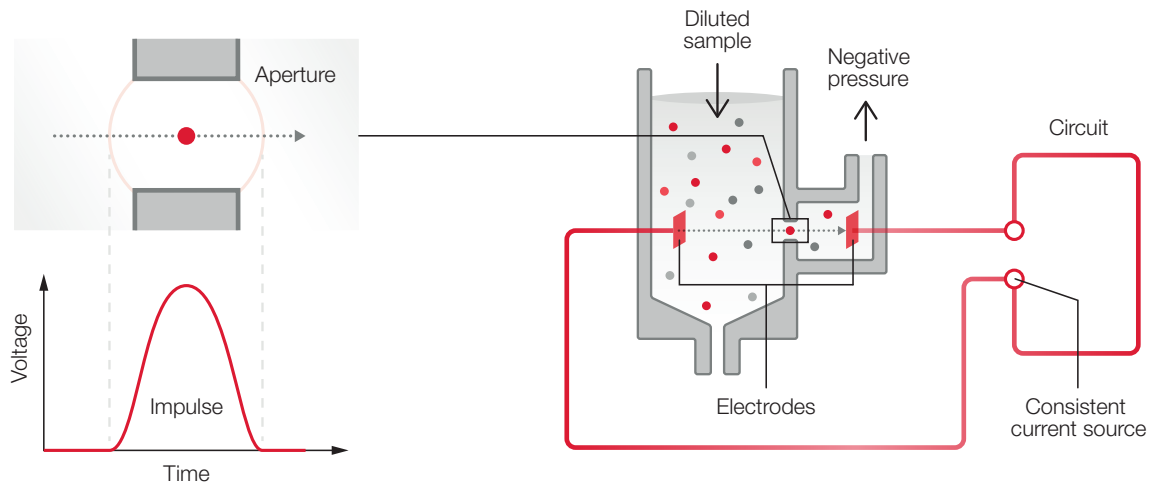 Aperture
Voltage
Impulse
Time
Diluted
sample
Negative
pressure
Circuit
Electrodes
Consistent
current source